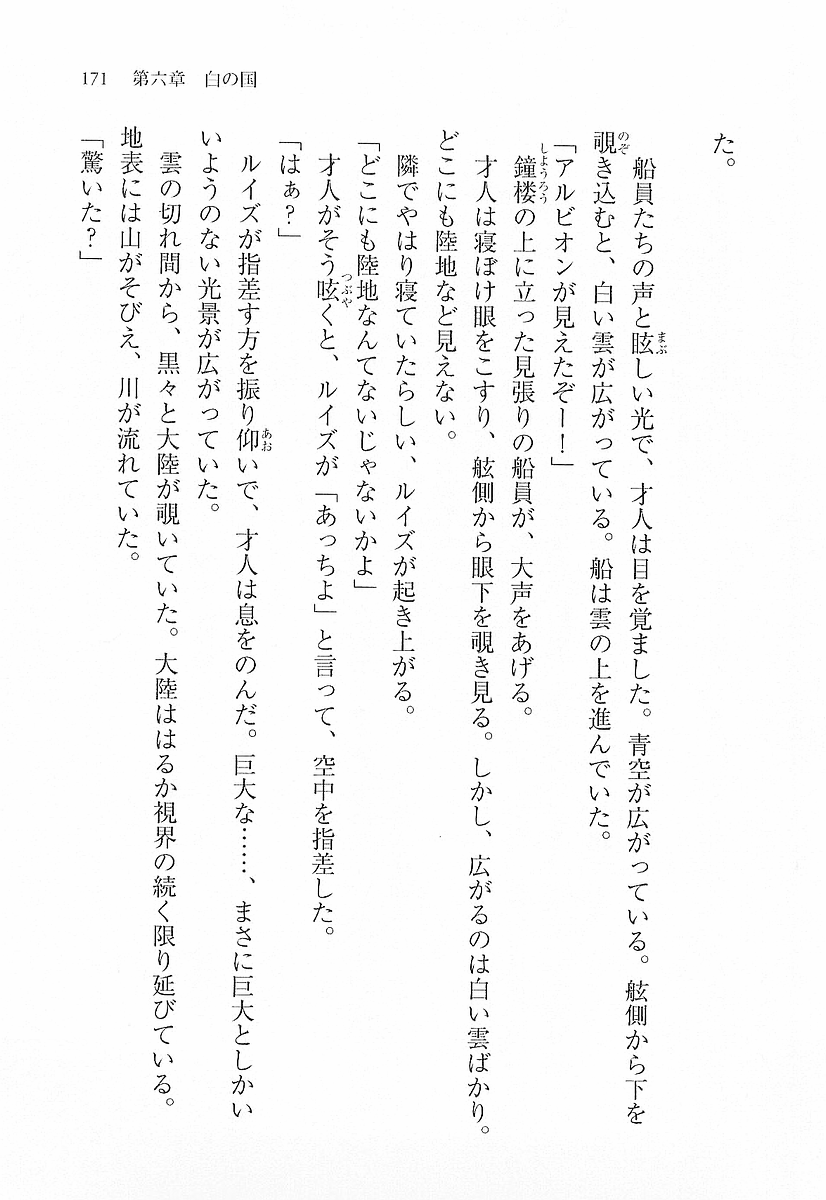 171　第六章　白の国
た。
　船員たちの声と眩しい光で、才人は目を覚ました。青空が広がっている。舷側から下を
覗き込むと、白い雲が広がっている。船は雲の上を進んでいた。
「アルビオンが見えたぞー！」
　鐘楼の上に立った見張りの船員が、大声をあげる。
　才人は寝ぼけ眼をこすり、舷側から眼下を覗き見る。しかし、広がるのは白い雲ばかり。
どこにも陸地など見えない。
　隣でやはり寝ていたらしい、ルイズが起き上がる。
「どこにも陸地なんてないじゃないかよ」
　才人がそう呟くと、ルイズが「あっちよ」と言って、空中を指差した。
「はぁ？」
　ルイズが指差す方を振り仰いで、才人は息をのんだ。巨大な……、まさに巨大としかい
いようのない光景が広がっていた。
　雲の切れ間から、黒々と大陸が覗いていた。大陸ははるか視界の続く限り延びている。
地表には山がそびえ、川が流れていた。
「驚いた？」